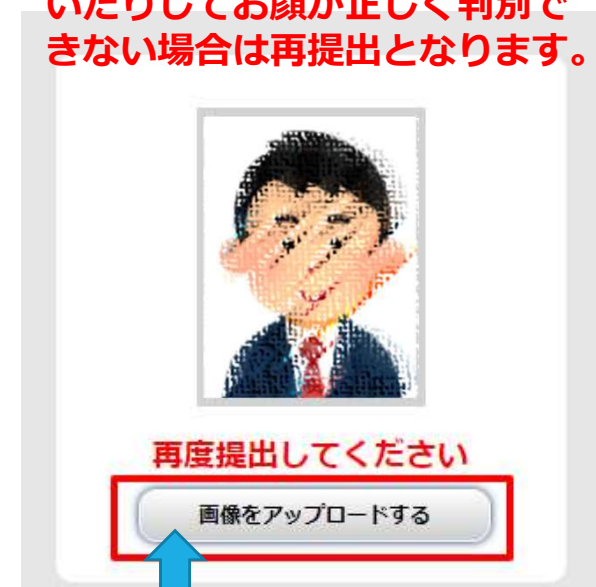 いたりしてお顔が正しく判別で
きない場合は再提出となります。
再度提出してください
画像をアップロードする